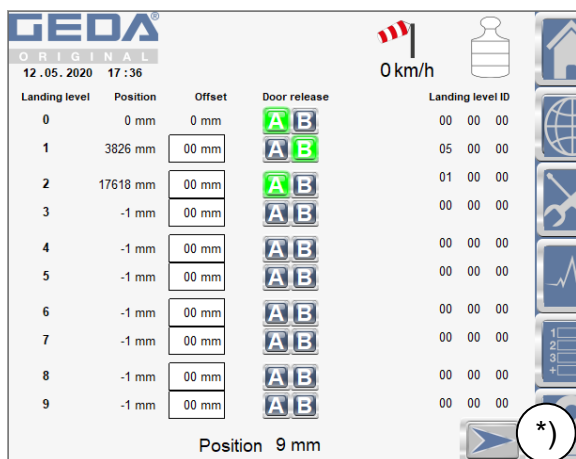 GEDA®
ORIGINAL
12.05.2020 17:36
0 km/h
Landing level Position Offset Door release Landing level ID
0 0 mm 0 mm A B 00 00 00
1 3826 mm 00 mm A B 05 00 00
2 17618 mm 00 mm A B 01 00 00
3 -1 mm 00 mm A B 00 00 00
4 -1 mm 00 mm A B 00 00 00
5 -1 mm 00 mm A B 00 00 00
6 -1 mm 00 mm A B 00 00 00
7 -1 mm 00 mm A B 00 00 00
8 -1 mm 00 mm A B 00 00 00
9 -1 mm 00 mm A B 00 00 00
1
2
3
+
Position 9 mm
*)